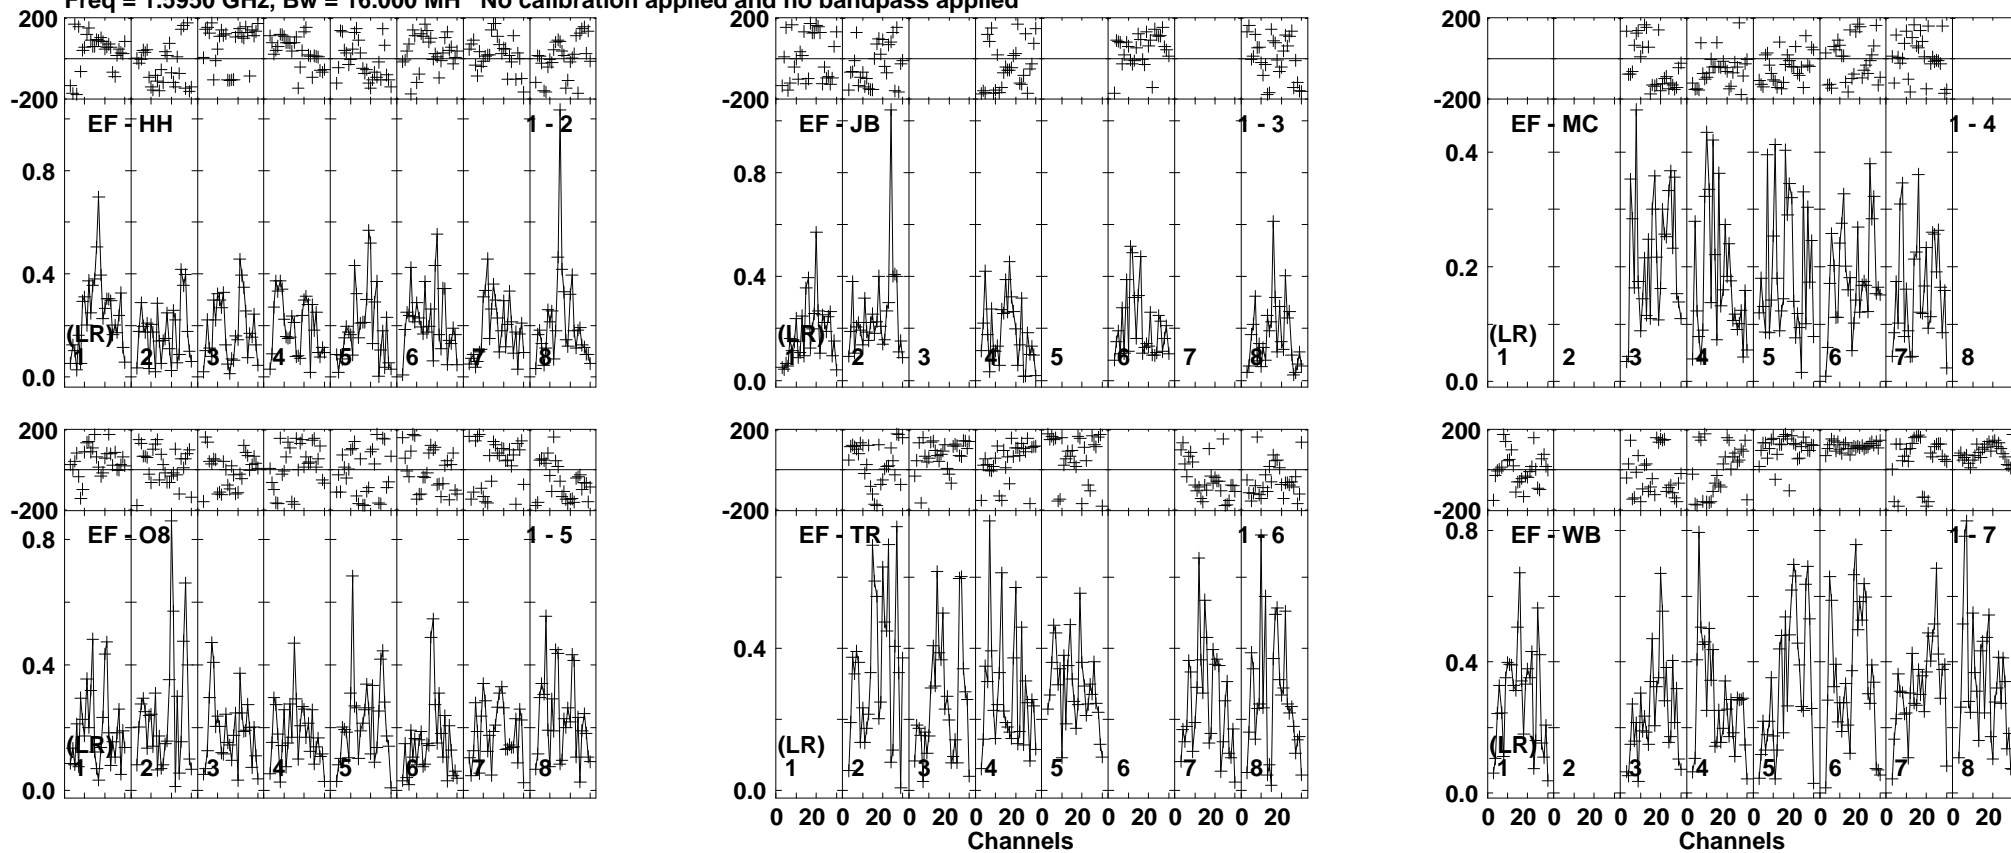 Freq = 1.5950 GHz, Bw = 16.000 MH No calibration applied and no bandpass applied
200 200 200
-200 -200 -200
EF - HH 1 - 2 EF - JB 1 - 3 EF - MC 1 - 4
0.8 0.8 0.4
0.4 0.4 0.2
(LR) (LR) (LR)
1 2 3 4 5 6 7 8 1 2 3 4 5 6 7 8 1 2 3 4 5 6 7 8
0.0 0.0 0.0
200 200 200
-200 -200 -200
EF - O8 1 - 5 EF - TR 1 - 6 EF - WB 1 - 7
0.8 0.8
0.4 0.4 0.4
(LR) (LR) (LR)
1 2 3 4 5 6 7 8 1 2 3 4 5 6 7 8 1 2 3 4 5 6 7 8
0.0 0.0 0.0
0 20 0 20 0 20 0 20 0 20 0 20 0 20 0 20 0 20 0 20 0 20 0 20 0 20 0 20 0 20 0 20
Channels Channels